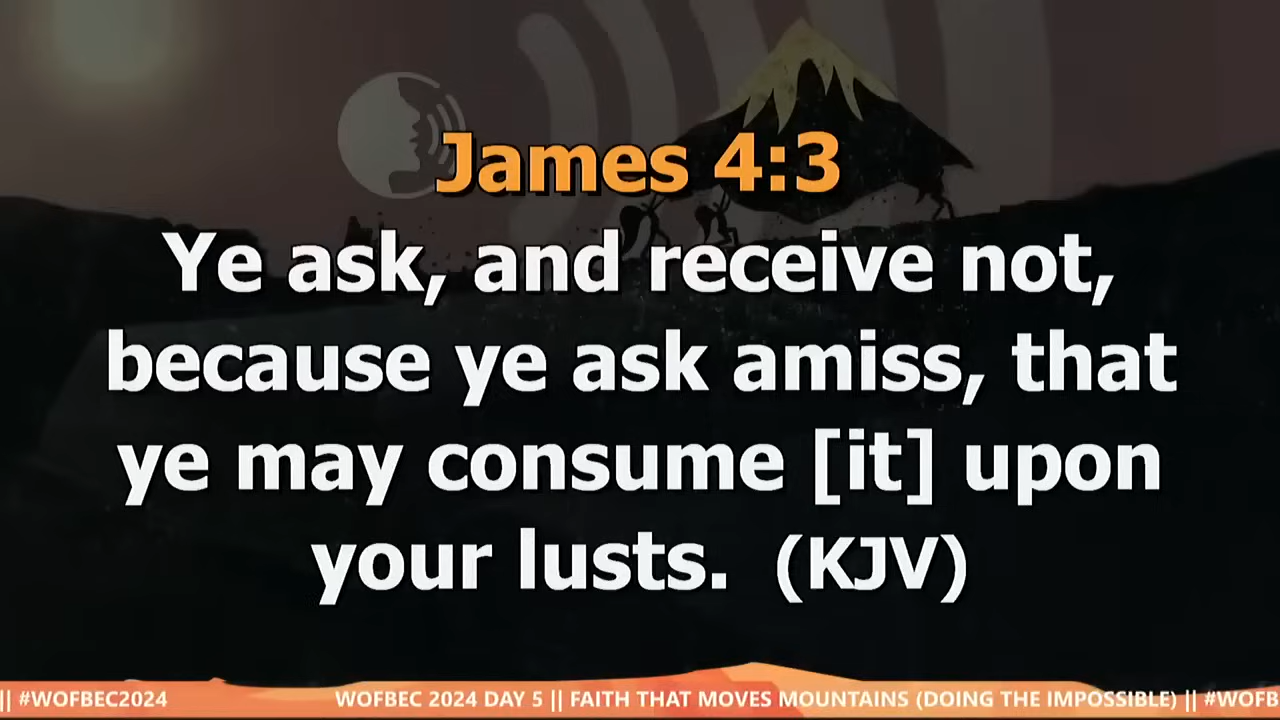 James 4:3
Ye ask, and receive not,
because ye ask amiss, that
ye may consume [it] upon
your lusts. (KJV)
|| #WOFBEC2024 WOFBEC 2024 DAY 5 || FAITH THAT MOVES MOUNTAINS (DOING THE IMPOSSIBLE) || #WOFB